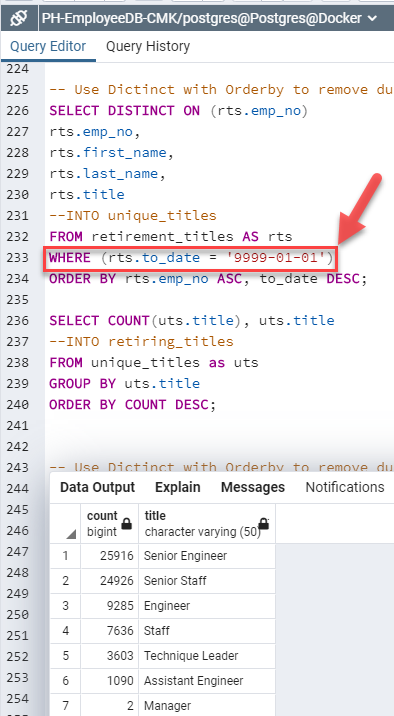 PH-EmployeeDB-CMK/postgres@Postgres@Docker
Query Editor Query History
224
225 -- Use Dictinct with Orderby to remove du
226 SELECT DISTINCT ON (rts.emp_no)
227 rts.emp_no,
228 rts.first_name,
229 rts.last_name,
230 rts.title
231 --INTO unique_titles
232 FROM retirement_titles AS rts
233 WHERE (rts.to_date = '9999-01-01')
234 ORDER BY rts.emp_no ASC, to_date DESC;
235
236 SELECT COUNT(uts.title), uts.title
237 --INTO retiring_titles
238 FROM unique_titles as uts
239 GROUP BY uts.title
240 ORDER BY COUNT DESC;
241
242
243 -- Use Dictinct with Orderby to remove du
244
245
246
247
248
249
250
251
252
253
254
255
Data Output Explain Messages Notifications
count bigint title character varying (50)
1 25916 Senior Engineer
2 24926 Senior Staff
3 9285 Engineer
4 7636 Staff
5 3603 Technique Leader
6 1090 Assistant Engineer
7 2 Manager